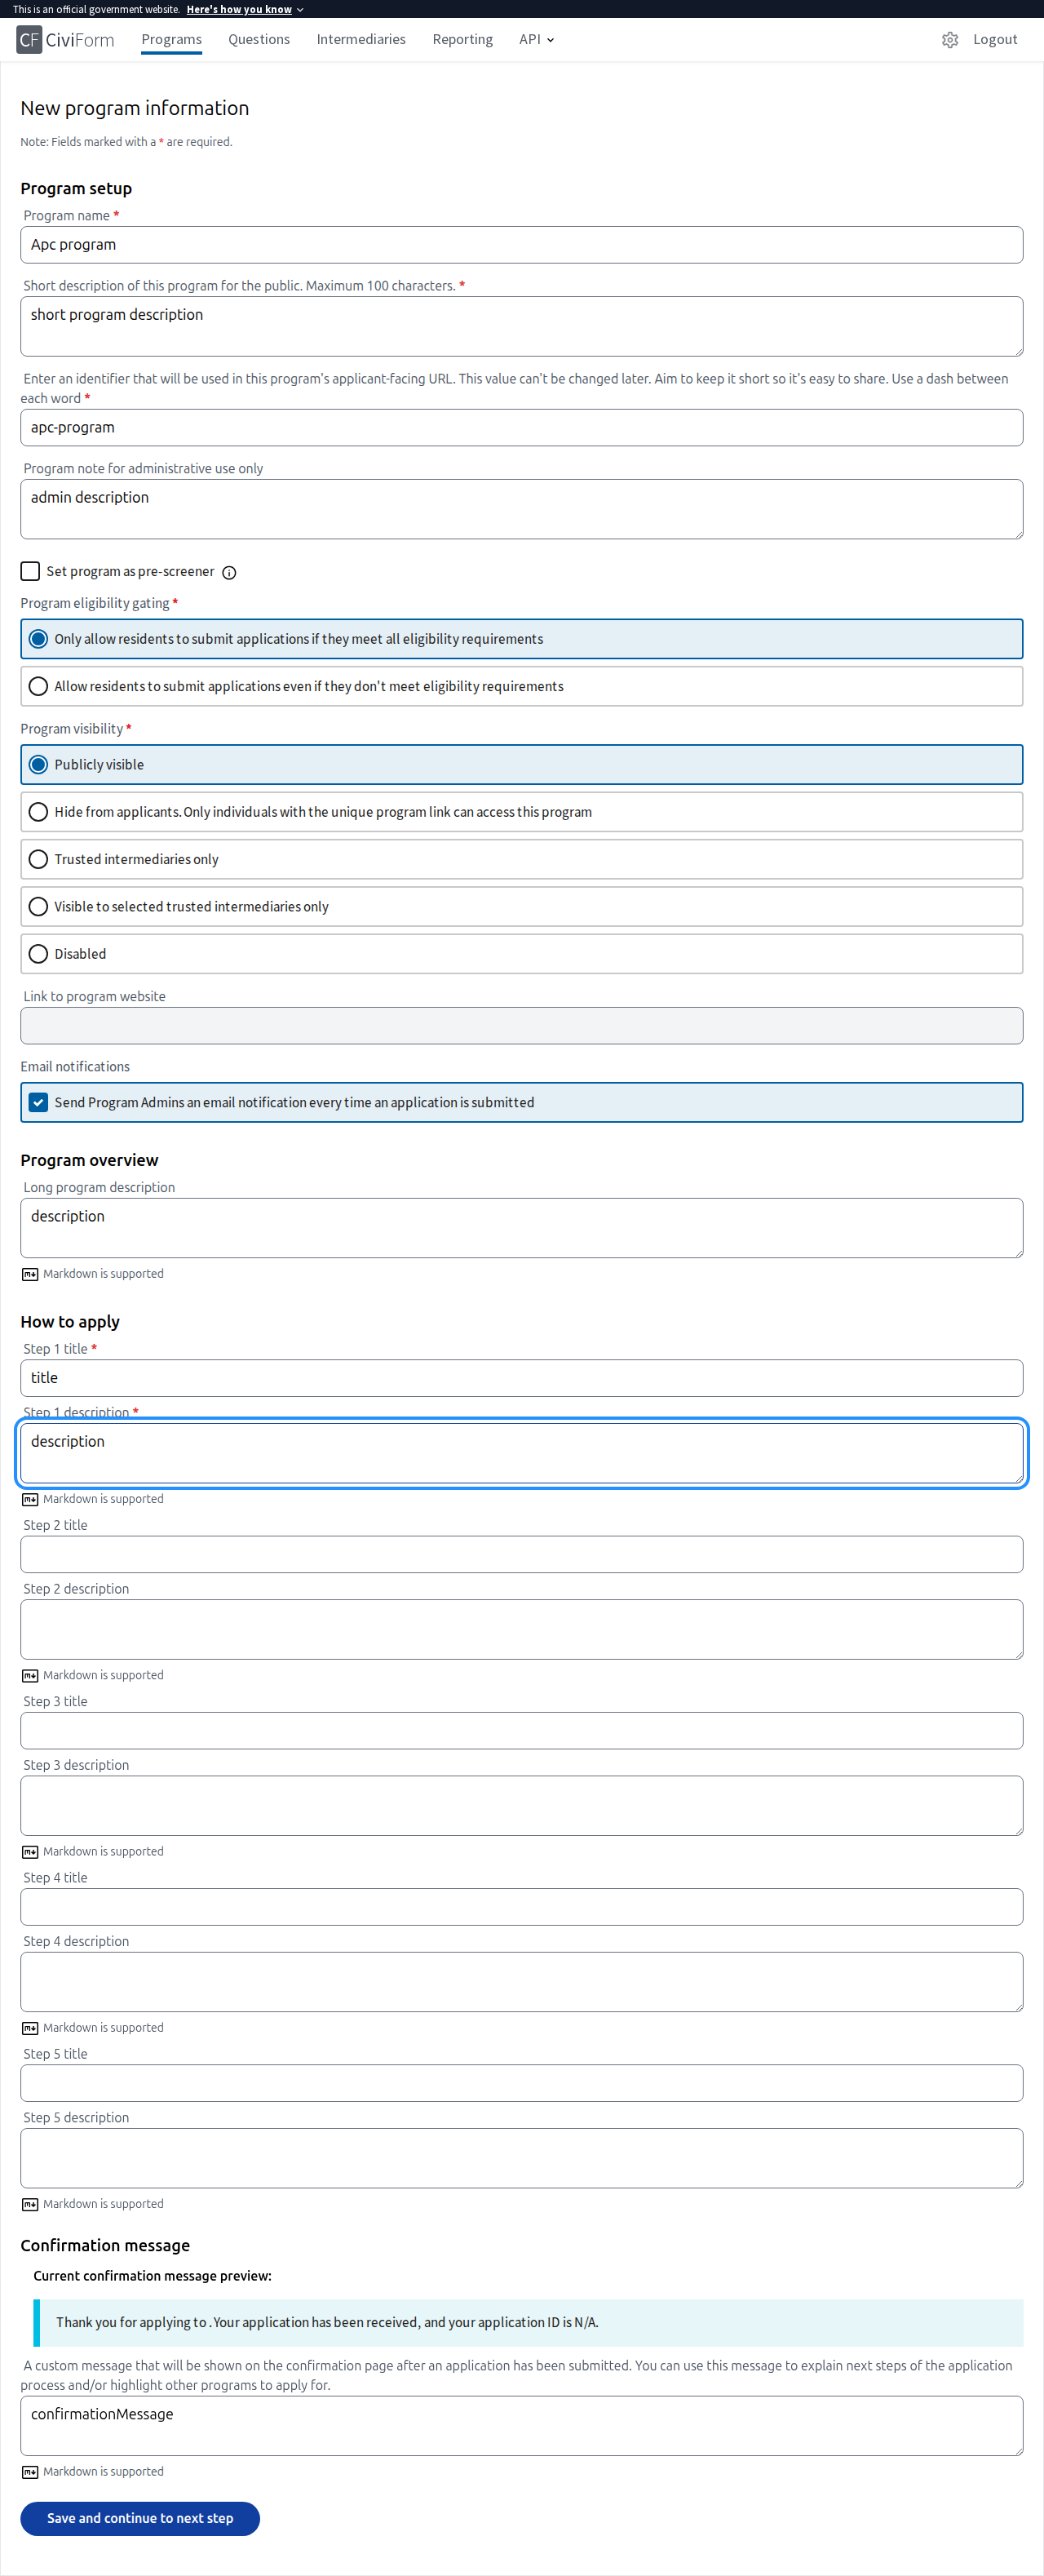 This is an official government website. Here's how you know
CF CiviForm Programs Questions Intermediaries Reporting API Logout
New program information
Note: Fields marked with a * are required.
Program setup
Program name *
Apc program
Short description of this program for the public. Maximum 100 characters. *
short program description
Enter an identifier that will be used in this program's applicant-facing URL. This value can't be changed later. Aim to keep it short so it's easy to share. Use a dash between
each word *
apc-program
Program note for administrative use only
admin description
Set program as pre-screener
Program eligibility gating *
Only allow residents to submit applications if they meet all eligibility requirements
Allow residents to submit applications even if they don't meet eligibility requirements
Program visibility *
Publicly visible
Hide from applicants. Only individuals with the unique program link can access this program
Trusted intermediaries only
Visible to selected trusted intermediaries only
Disabled
Link to program website
Email notifications
Send Program Admins an email notification every time an application is submitted
Program overview
Long program description
description
Markdown is supported
How to apply
Step 1 title *
title
Step 1 description *
description
Markdown is supported
Step 2 title
Step 2 description
Markdown is supported
Step 3 title
Step 3 description
Markdown is supported
Step 4 title
Step 4 description
Markdown is supported
Step 5 title
Step 5 description
Markdown is supported
Confirmation message
Current confirmation message preview:
Thank you for applying to . Your application has been received, and your application ID is N/A.
A custom message that will be shown on the confirmation page after an application has been submitted. You can use this message to explain next steps of the application
process and/or highlight other programs to apply for.
confirmationMessage
Markdown is supported
Save and continue to next step